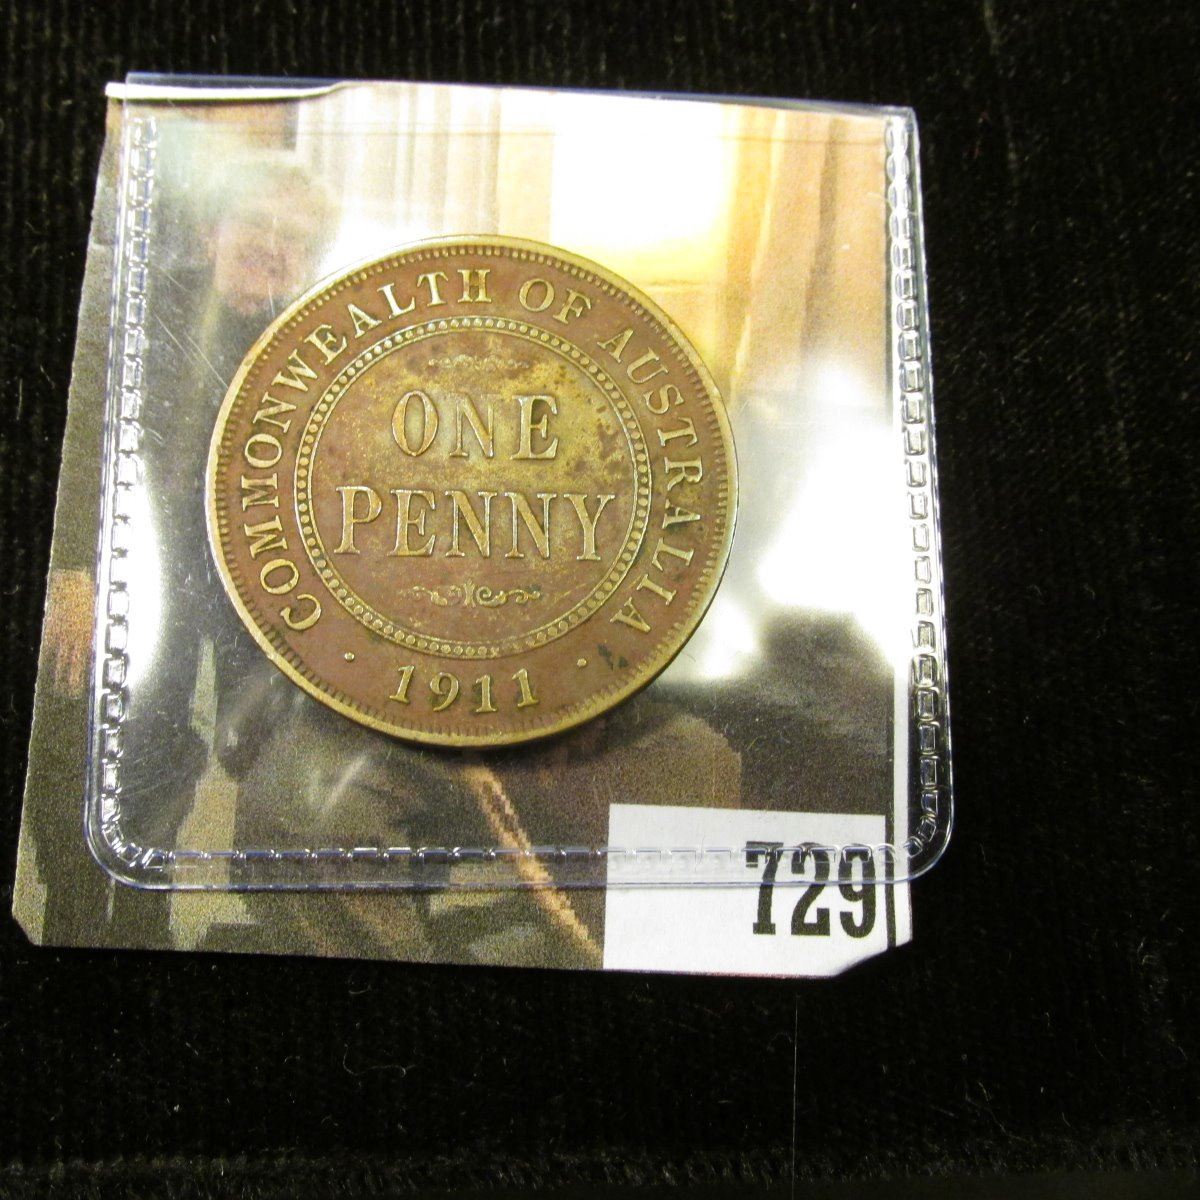 COMMONWEALTH OF AUSTRALIA
ONE
PENNY
· 1911 ·
729